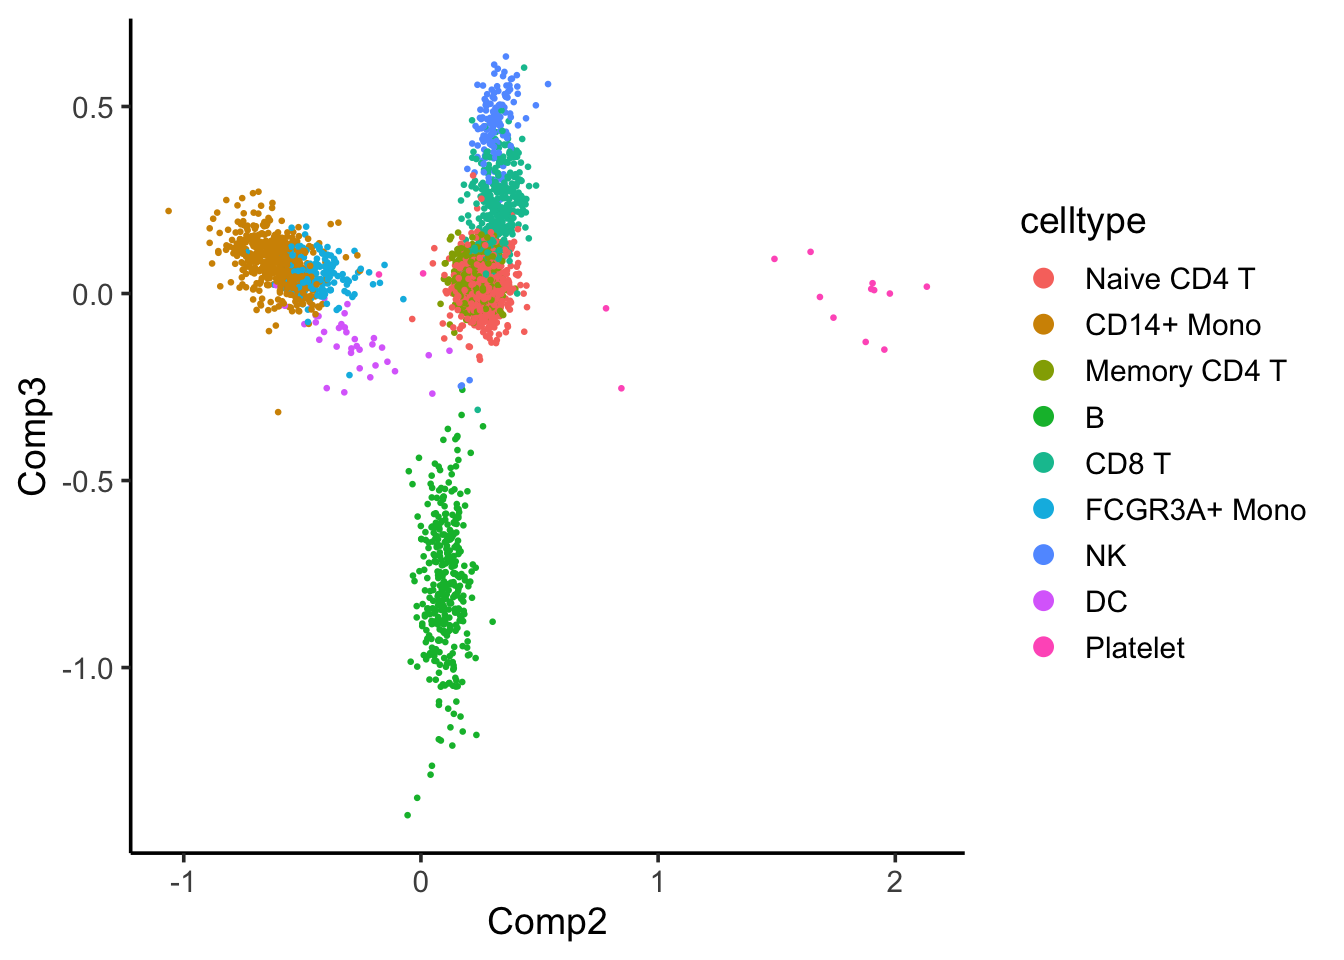 0.5
0.0
-0.5
-1.0
Comp3
-1
0
1
2
Comp2
celltype
Naive CD4 T
CD14+ Mono
Memory CD4 T
B
CD8 T
FCGR3A+ Mono
NK
DC
Platelet